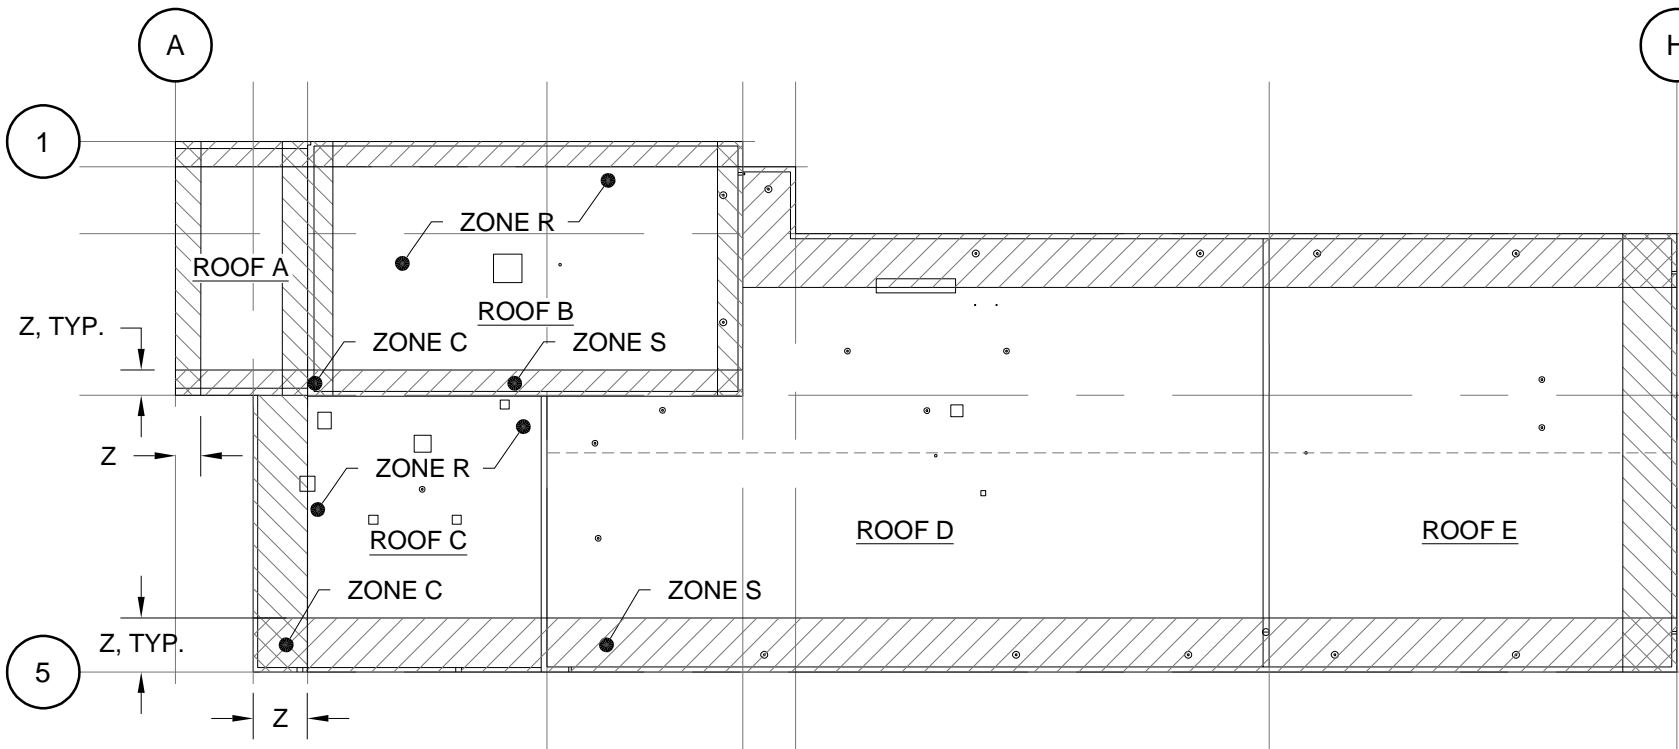 A
H
1
ZONE R
ROOF A
ROOF B
Z, TYP.
ZONE C
ZONE S
Z
ZONE R
ROOF C
ROOF D
ROOF E
ZONE C
ZONE S
Z, TYP.
5
Z